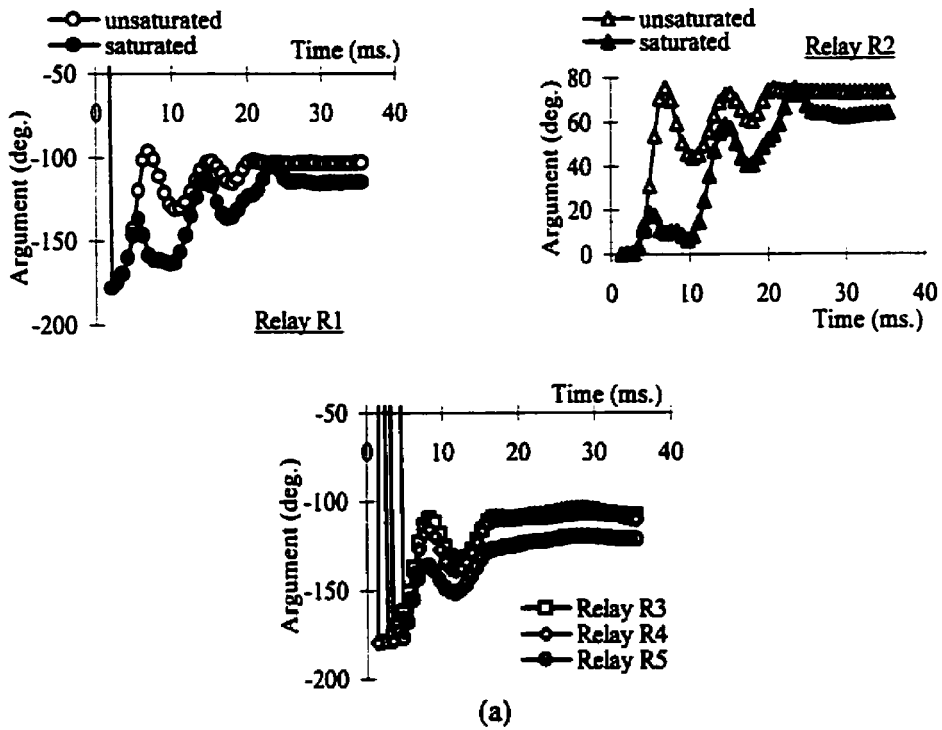 unsaturated
saturated
Time (ms.)
-50
0 10 20 30 40
-100
-150
-200
Argument (deg.)
Relay R1
unsaturated
saturated
Relay R2
80
60
40
20
0
Argument (deg.)
0 10 20 30 40
Time (ms.)
Time (ms.)
-50
0 10 20 30 40
-100
-150
-200
Argument (deg.)
Relay R3
Relay R4
Relay R5
(a)